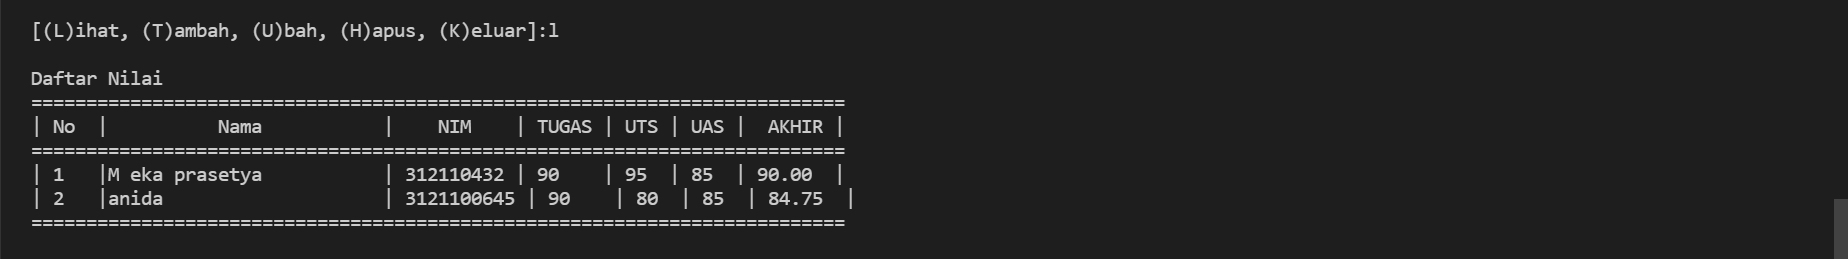 [(L)ihat, (T)ambah, (U)bah, (H)apus, (K)eluar]:l
Daftar Nilai
==========================================================================
| No  |          Nama           |    NIM    | TUGAS | UTS | UAS |  AKHIR |
==========================================================================
| 1   |M eka prasetya           | 312110432 | 90    | 95  | 85  | 90.00  |
| 2   |anida                    | 3121100645 | 90    | 80  | 85  | 84.75  |
==========================================================================